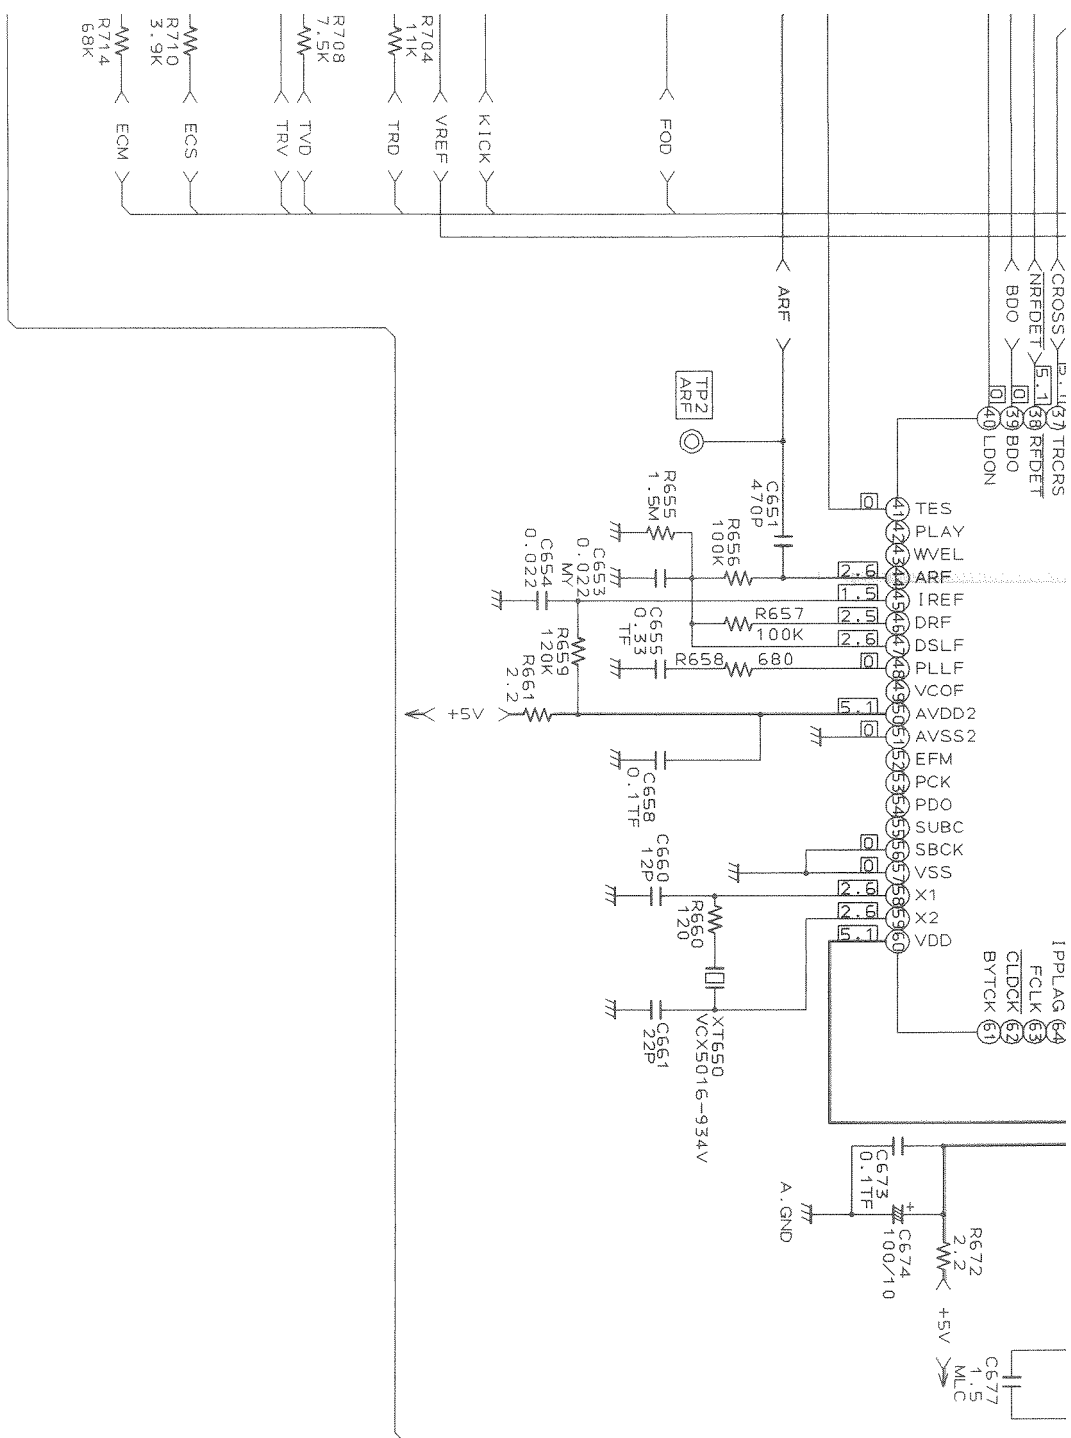 R714
68K
R710
3.9K
R708
7.5K
R704
11K
ECM
ECS
TRV
TVD
TRD
VREF
KICK
FOD
ARF
BDO
NRFDET
CROSS
TP2
ARF
0
0
5.1
40
39
38
37
LDON
BDO
RFDET
TRCRS
R655
1.5M
C651
470P
R656
100K
C653
0.022
MY
C654
0.022
R657
100K
C655
0.33
TF
R658
680
R659
120K
R661
2.2
+5V
C658
0.1TF
C660
12P
R660
120
C661
22P
XT650
VCX5016-934V
0 41 TES
42 PLAY
43 WVEL
2.6 44 ARF
1.5 45 IREF
2.5 46 DRF
2.6 47 DSLF
0 48 PLLF
49 VCOF
5.1 50 AVDD2
0 51 AVSS2
52 EFM
53 PCK
54 PDO
55 SUBC
0 56 SBCK
0 57 VSS
2.6 58 X1
2.6 59 X2
5.1 60 VDD
BYTCK 61
CLDCK 62
FCLK 63
IPPLAG 64
C673
0.1TF
A.GND
+
C674
100/10
R672
2.2
+5V
C677
1.5
MLC